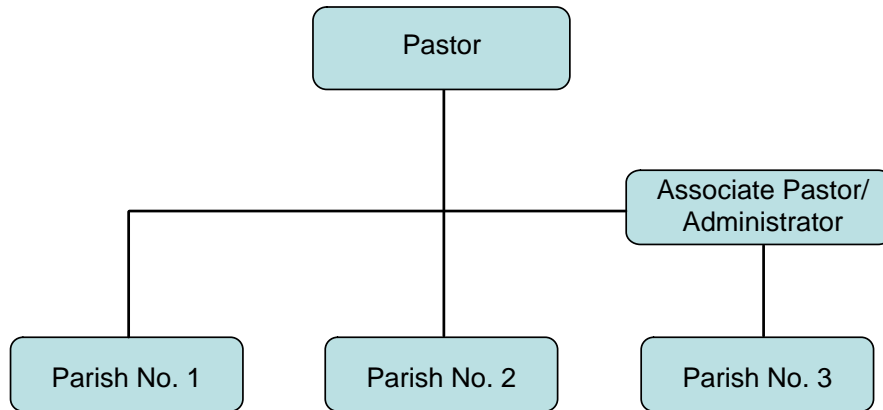 Pastor
Associate Pastor/
Administrator
Parish No. 1
Parish No. 2
Parish No. 3